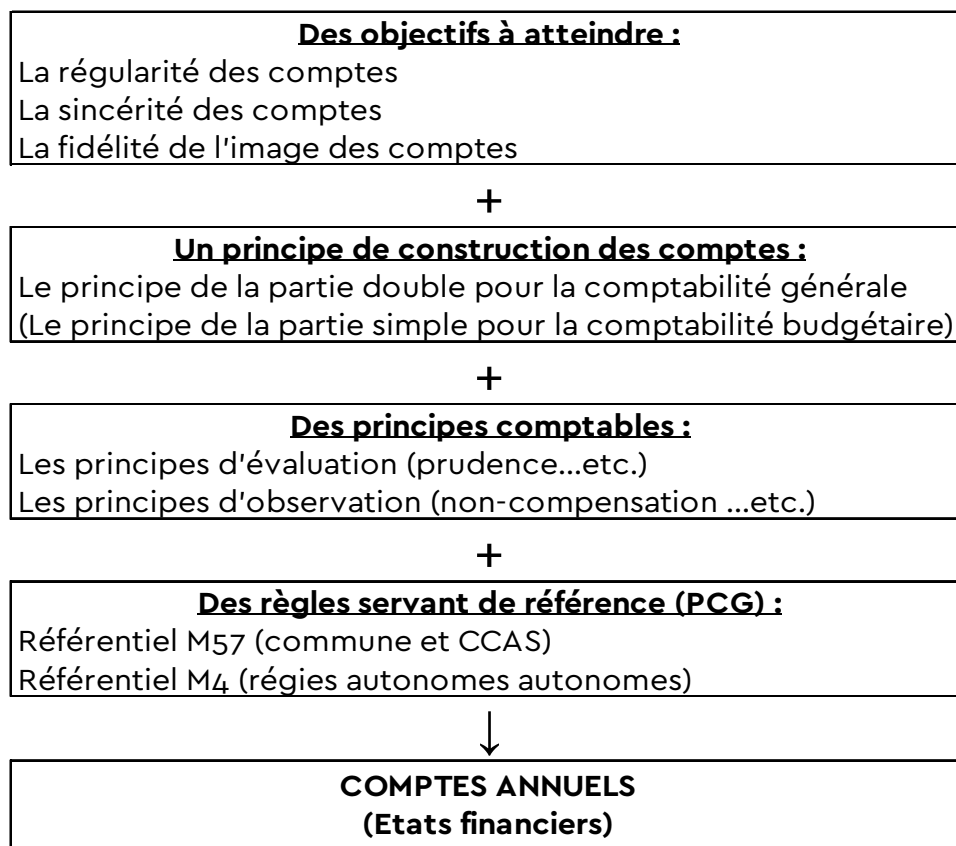 Des objectifs à atteindre :
La régularité des comptes
La sincérité des comptes
La fidélité de l'image des comptes
+
Un principe de construction des comptes :
Le principe de la partie double pour la comptabilité générale
(Le principe de la partie simple pour la comptabilité budgétaire)
+
Des principes comptables :
Les principes d'évaluation (prudence...etc.)
Les principes d'observation (non-compensation ...etc.)
+
Des règles servant de référence (PCG) :
Référentiel M57 (commune et CCAS)
Référentiel M4 (régies autonomes autonomes)
↓
COMPTES ANNUELS
(Etats financiers)